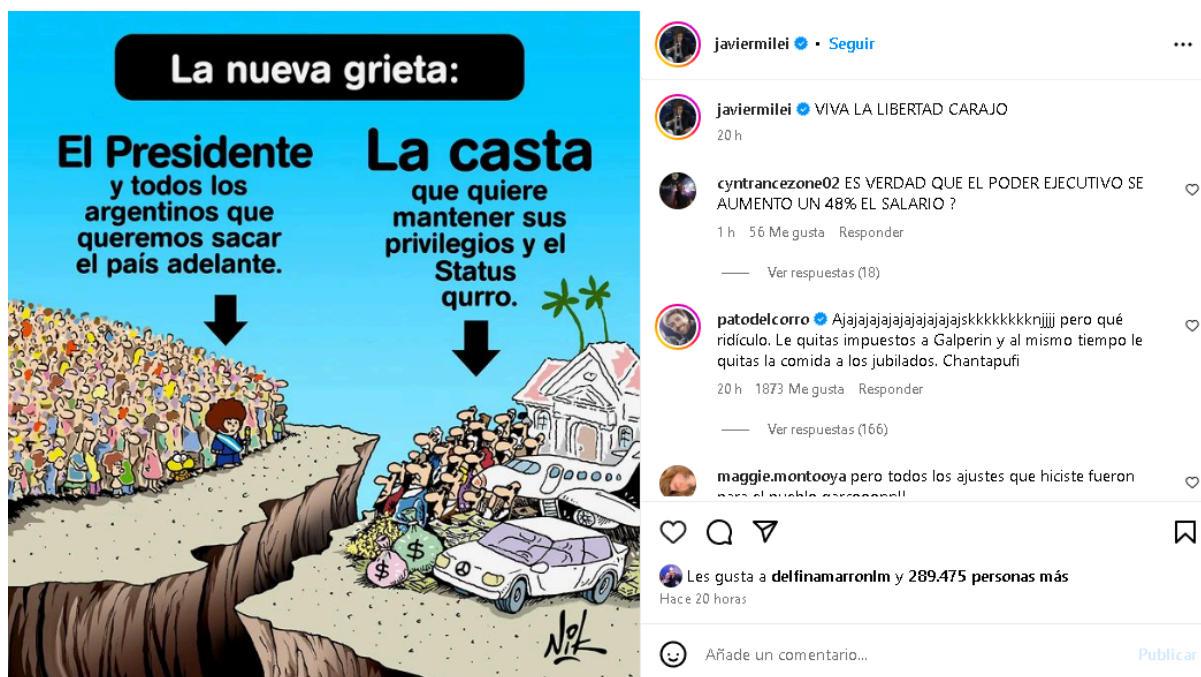 La nueva grieta:
El Presidente
y todos los
argentinos que
queremos sacar
el país adelante.
La casta
que quiere
mantener sus
privilegios y el
Status
qurro.
$
$
Nik
javiermilei • Seguir
javiermilei VIVA LA LIBERTAD CARAJO
20 h
cyntrancezone02 ES VERDAD QUE EL PODER EJECUTIVO SE
AUMENTO UN 48% EL SALARIO ?
1 h 56 Me gusta Responder
Ver respuestas (18)
patodelcorro Ajajajajajajajajajajajskkkkkkkknjjjj pero qué
ridículo. Le quitas impuestos a Galperin y al mismo tiempo le
quitas la comida a los jubilados. Chantapufi
20 h 1873 Me gusta Responder
Ver respuestas (166)
maggie.montooya pero todos los ajustes que hiciste fueron
Les gusta a delfinamarronlm y 289.475 personas más
Hace 20 horas
Añade un comentario...
Publicar